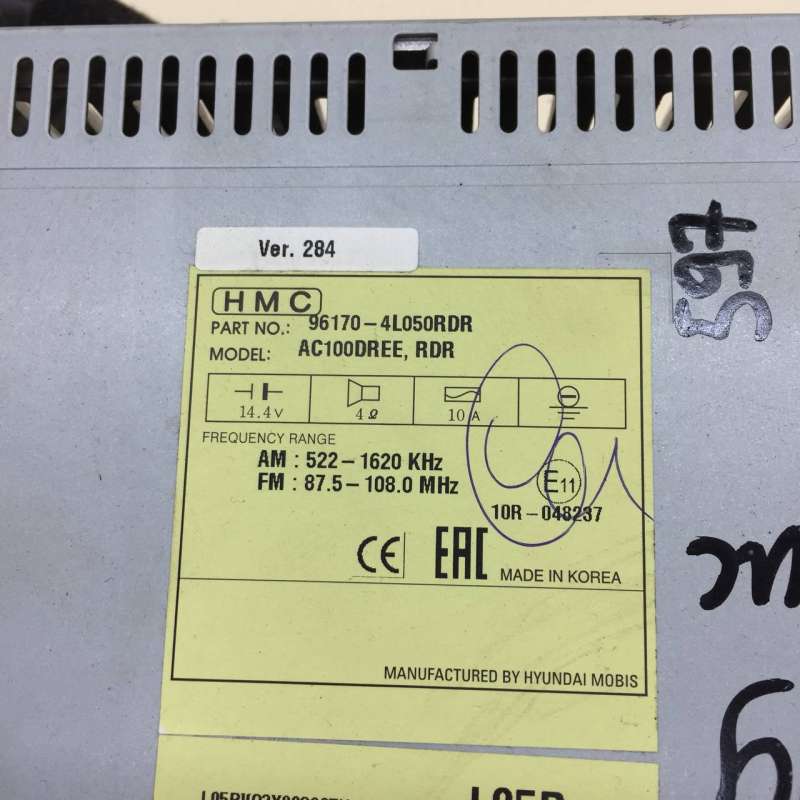 Ver. 284
597
HMC
PART NO.: 96170-4L050RDR
MODEL: AC100DREE, RDR
14.4V 4Ω 10A
FREQUENCY RANGE
AM : 522-1620 KHz
FM : 87.5-108.0 MHz
E11
10R-048237
CE EAC MADE IN KOREA
MANUFACTURED BY HYUNDAI MOBIS